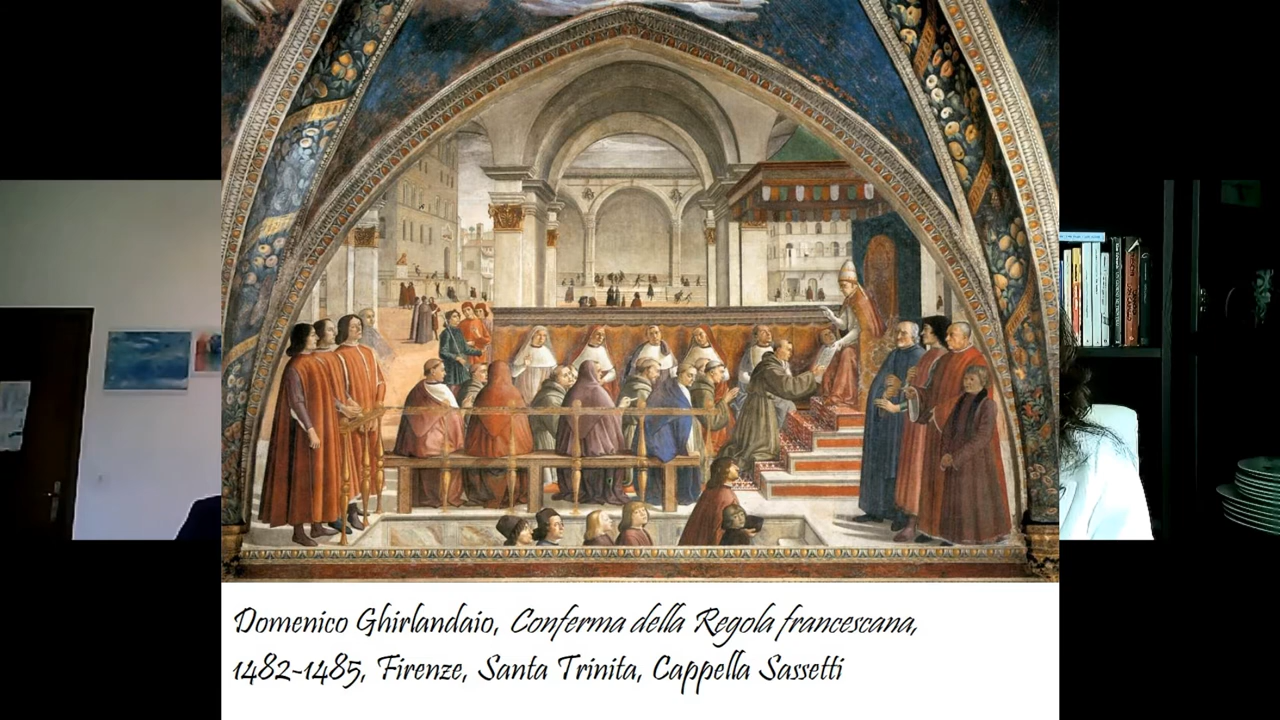 Domenico Ghirlandaio, Conferma della Regola francescana,
1482-1485, Firenze, Santa Trinita, Cappella Sassetti